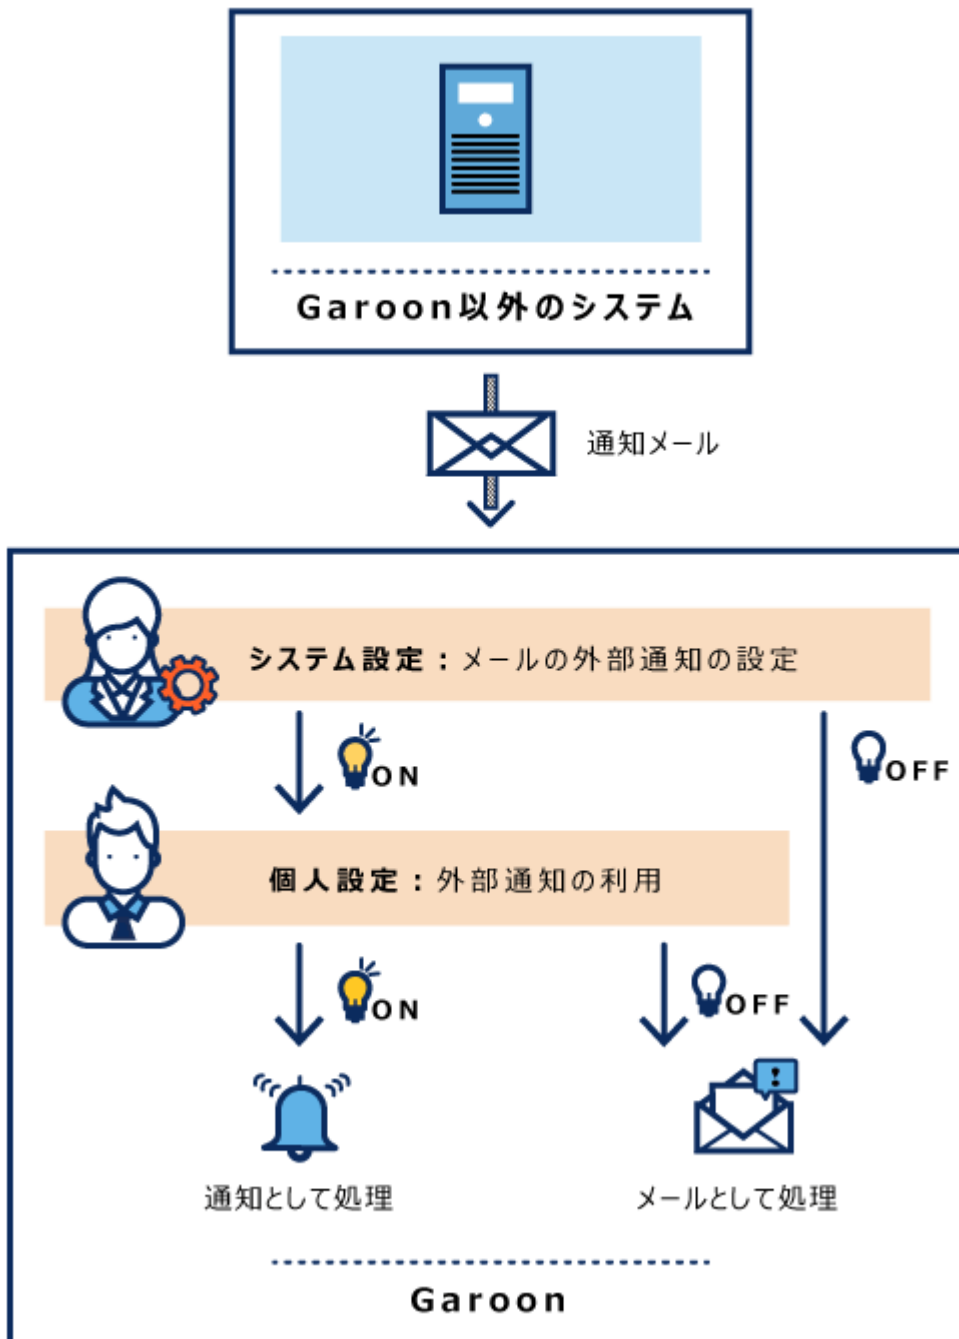 Garoon以外のシステム
通知メール
システム設定：メールの外部通知の設定
ON
OFF
個人設定：外部通知の利用
ON
OFF
!
通知として処理
メールとして処理
Garoon